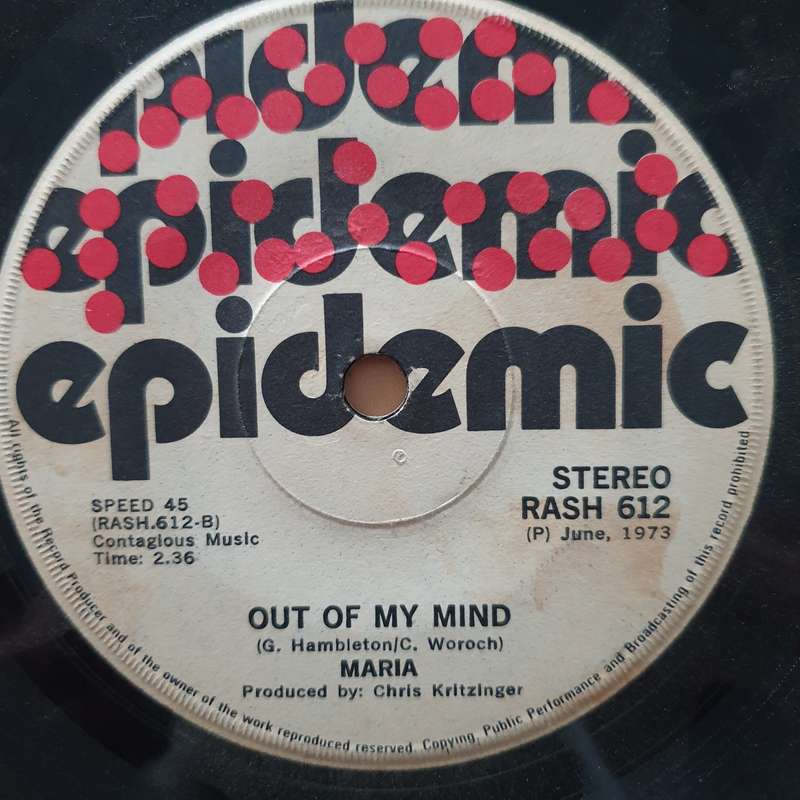 epidemic
epidemic
epidemic
SPEED 45
(RASH.612-B)
Contagious Music
Time: 2.36
STEREO
RASH 612
(P) June, 1973
OUT OF MY MIND
(G. Hambleton/C. Woroch)
MARIA
Produced by: Chris Kritzinger
All rights of the Record Producer and of the owner of the work reproduced reserved. Copying, Public Performance and Broadcasting of this record prohibited